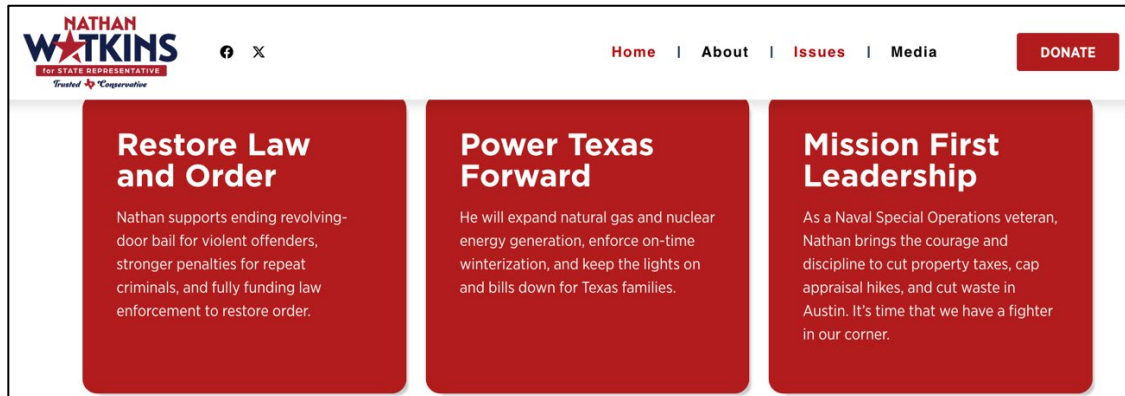 NATHAN
WATKINS
for STATE REPRESENTATIVE
Trusted Conservative
Home | About | Issues | Media
DONATE
Restore Law
and Order
Nathan supports ending revolving-
door bail for violent offenders,
stronger penalties for repeat
criminals, and fully funding law
enforcement to restore order.
Power Texas
Forward
He will expand natural gas and nuclear
energy generation, enforce on-time
winterization, and keep the lights on
and bills down for Texas families.
Mission First
Leadership
As a Naval Special Operations veteran,
Nathan brings the courage and
discipline to cut property taxes, cap
appraisal hikes, and cut waste in
Austin. It's time that we have a fighter
in our corner.